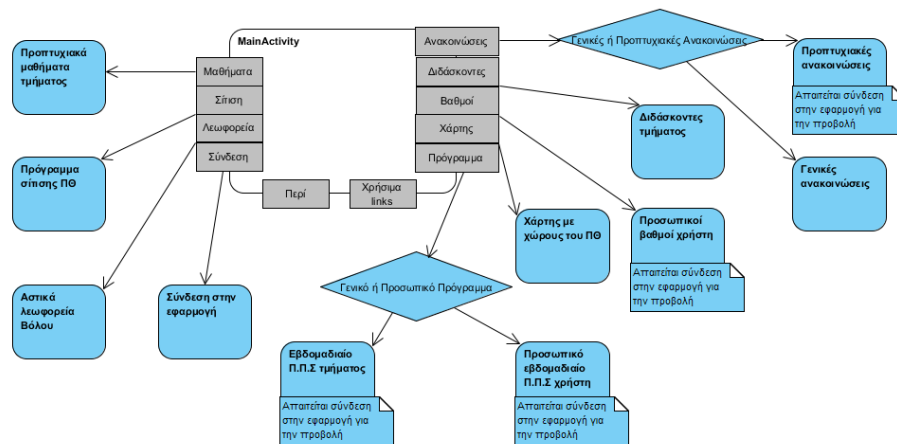 MainActivity
Ανακοινώσεις
Διδάσκοντες
Βαθμοί
Χάρτης
Πρόγραμμα
Μαθήματα
Σίτιση
Λεωφορεία
Σύνδεση
Περί
Χρήσιμα
links
Γενικές ή Προπτυχιακές Ανακοινώσεις
Προπτυχιακές
ανακοινώσεις
Απαιτείται σύνδεση
στην εφαρμογή για
την προβολή
Γενικές
ανακοινώσεις
Διδάσκοντες
τμήματος
Προσωπικοί
βαθμοί χρήστη
Απαιτείται σύνδεση
στην εφαρμογή για
την προβολή
Χάρτης με
χώρους του ΠΘ
Προπτυχιακά
μαθήματα
τμήματος
Πρόγραμμα
σίτισης ΠΘ
Αστικά
λεωφορεία
Βόλου
Σύνδεση στην
εφαρμογή
Γενικό ή Προσωπικό Πρόγραμμα
Εβδομαδιαίο
Π.Π.Σ τμήματος
Απαιτείται σύνδεση
στην εφαρμογή για
την προβολή
Προσωπικό
εβδομαδιαίο
Π.Π.Σ χρήστη
Απαιτείται σύνδεση
στην εφαρμογή για
την προβολή